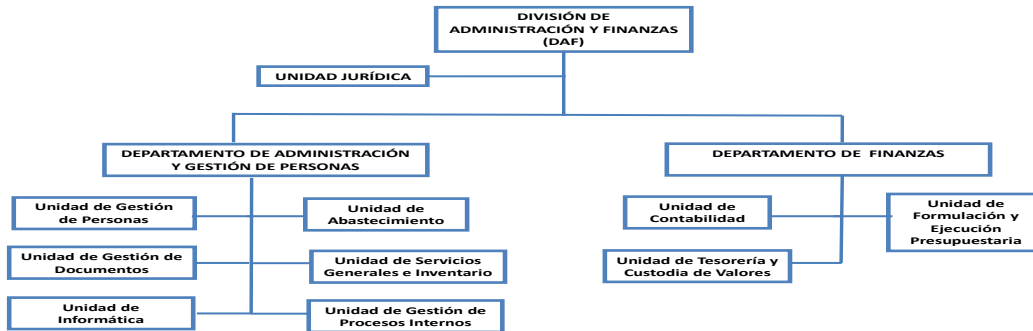 DIVISIÓN DE
ADMINISTRACIÓN Y FINANZAS
(DAF)
UNIDAD JURÍDICA
DEPARTAMENTO DE ADMINISTRACIÓN
Y GESTIÓN DE PERSONAS
DEPARTAMENTO DE FINANZAS
Unidad de Gestión
de Personas
Unidad de
Abastecimiento
Unidad de
Contabilidad
Unidad de
Formulación y
Ejecución
Presupuestaria
Unidad de Gestión de
Documentos
Unidad de Servicios
Generales e Inventario
Unidad de Tesorería y
Custodia de Valores
Unidad de
Informática
Unidad de Gestión de
Procesos Internos